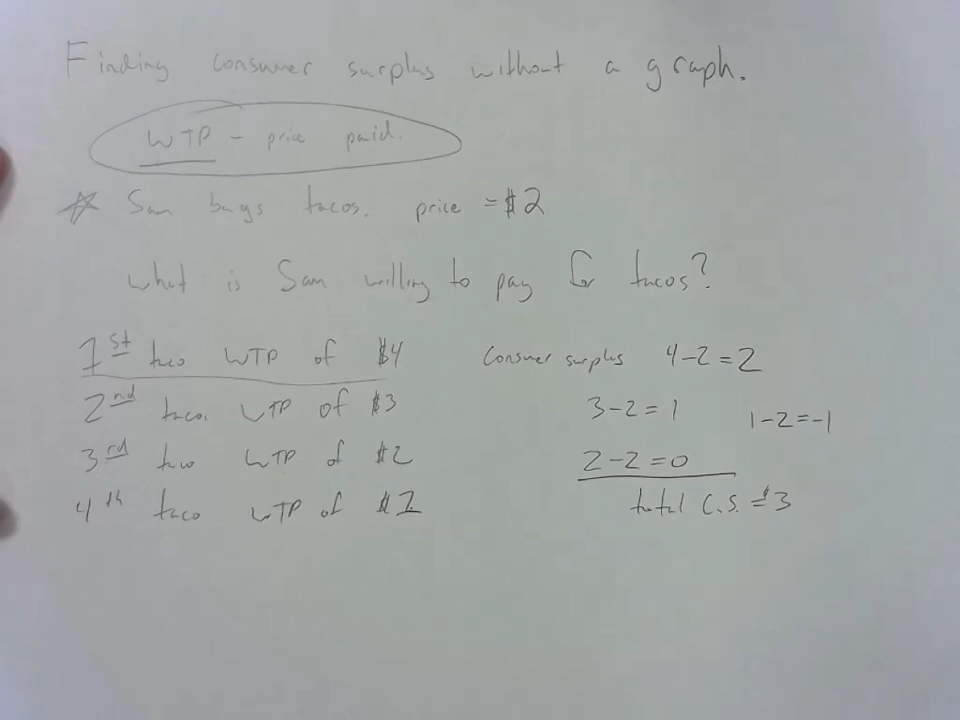 Finding consumer surplus without a graph.
WTP - price paid.
☆ Sam buys tacos. price = $2
what is Sam willing to pay for tacos?
1st taco WTP of $4 Consumer surplus 4-2=2
2nd taco. WTP of $3 3-2=1 1-2=-1
3rd taco WTP of $2 2-2=0
4th taco WTP of $1 total C.S. = $3